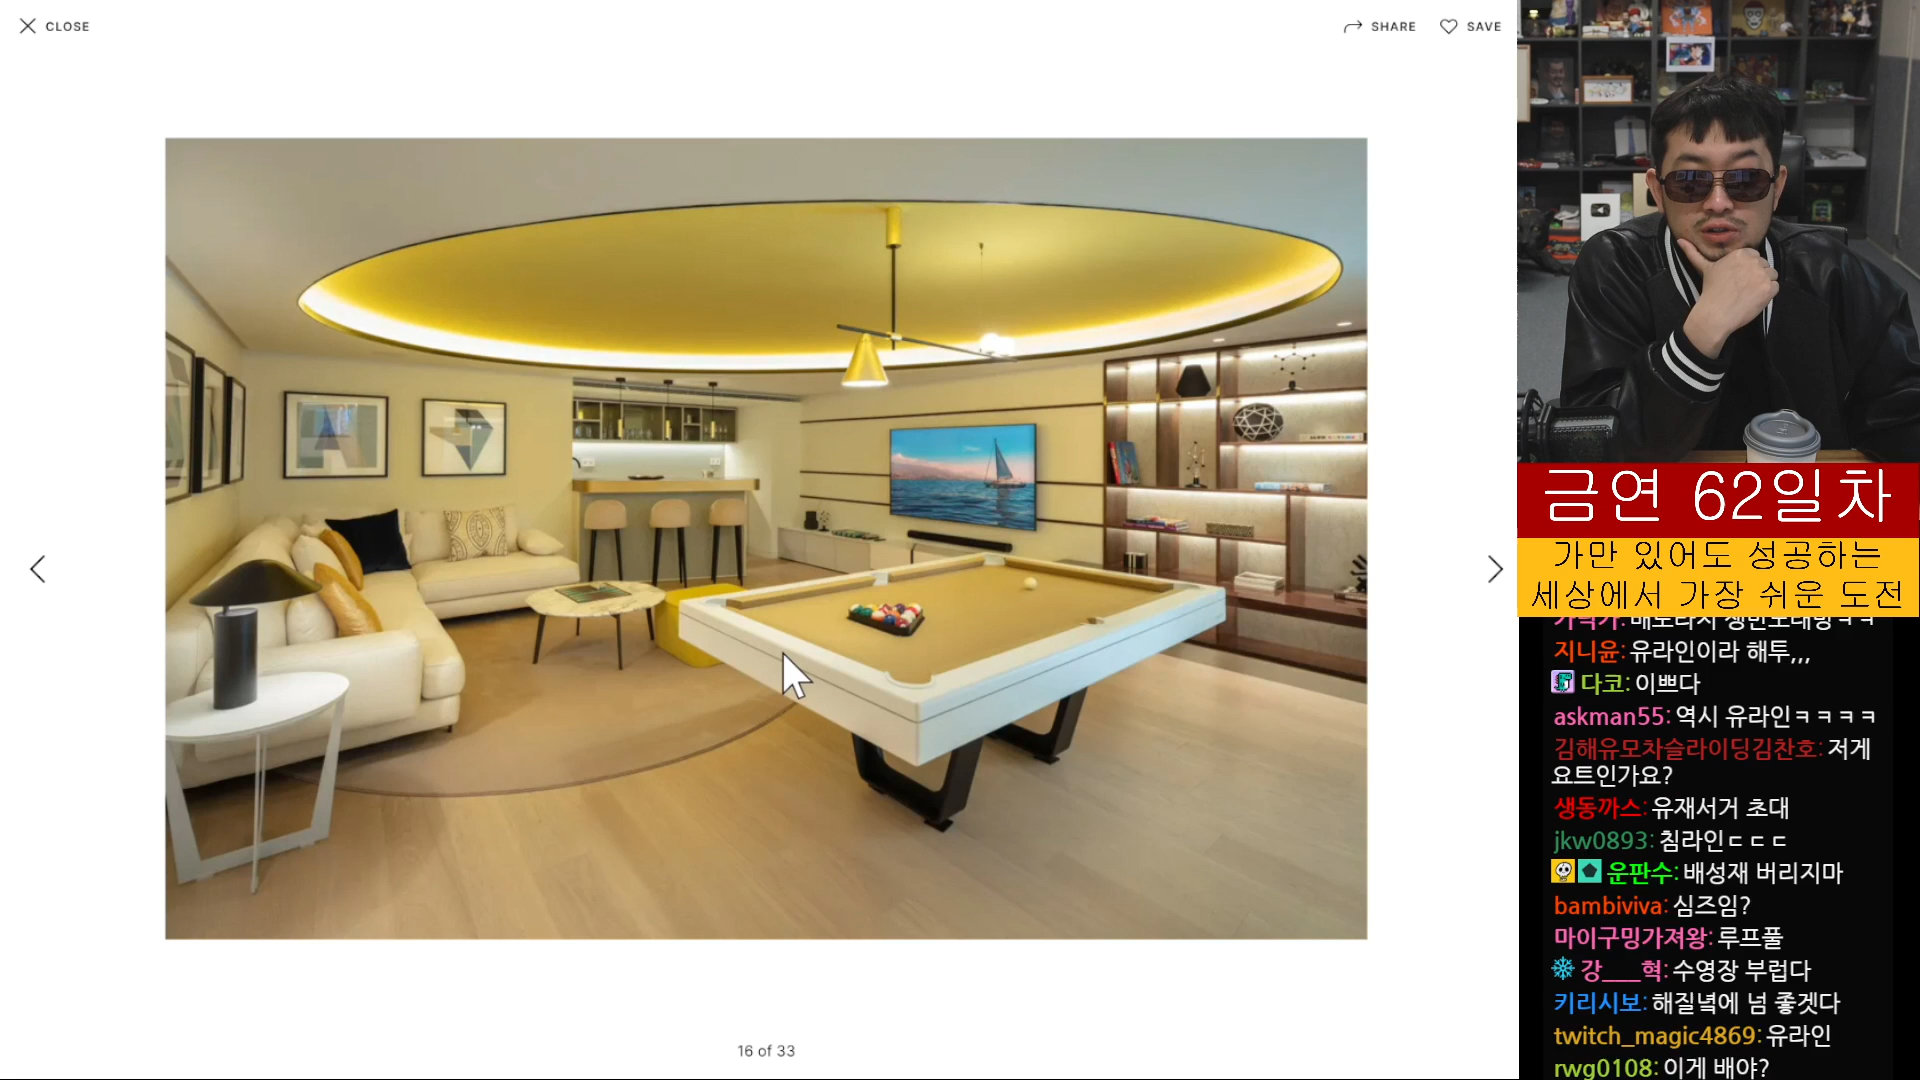 CLOSE
SHARE
SAVE
16 of 33
금연 62일차
가만 있어도 성공하는
세상에서 가장 쉬운 도전
지니윤: 유라인이라 해투,,,
다코: 이쁘다
askman55: 역시 유라인ㅋㅋㅋㅋ
김해유모차슬라이딩김찬호: 저게
요트인가요?
생동까스: 유재서거 초대
jkw0893: 침라인ㄷㄷㄷ
운판수: 배성재 버리지마
bambiviva: 심즈임?
마이구밍가져왕: 루프풀
강___혁: 수영장 부럽다
키리시보: 해질녘에 넘 좋겟다
twitch_magic4869: 유라인
rwg0108: 이게 배야?